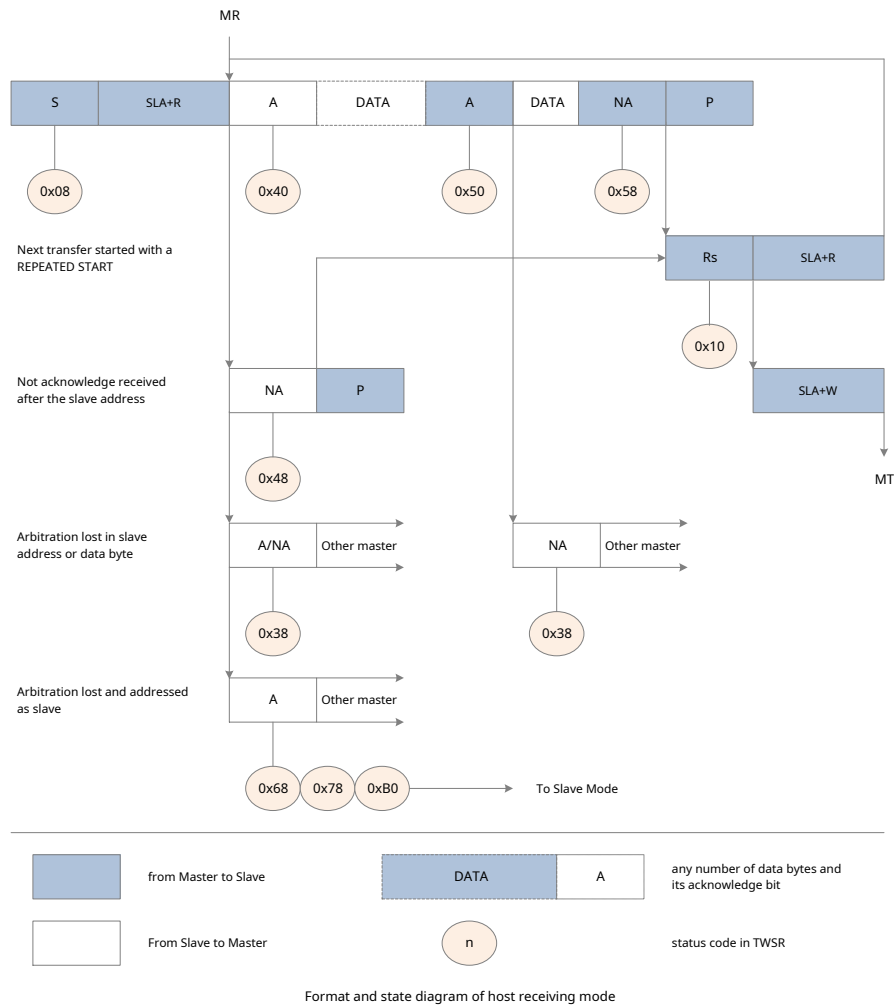 MR
S
SLA+R
A
DATA
A
DATA
NA
P
0x08
0x40
0x50
0x58
Next transfer started with a
REPEATED START
Rs
SLA+R
0x10
Not acknowledge received
after the slave address
NA
P
SLA+W
0x48
MT
Arbitration lost in slave
address or data byte
A/NA
Other master
NA
Other master
0x38
0x38
Arbitration lost and addressed
as slave
A
Other master
0x68
0x78
0xB0
To Slave Mode
from Master to Slave
DATA
A
any number of data bytes and
its acknowledge bit
From Slave to Master
n
status code in TWSR
Format and state diagram of host receiving mode